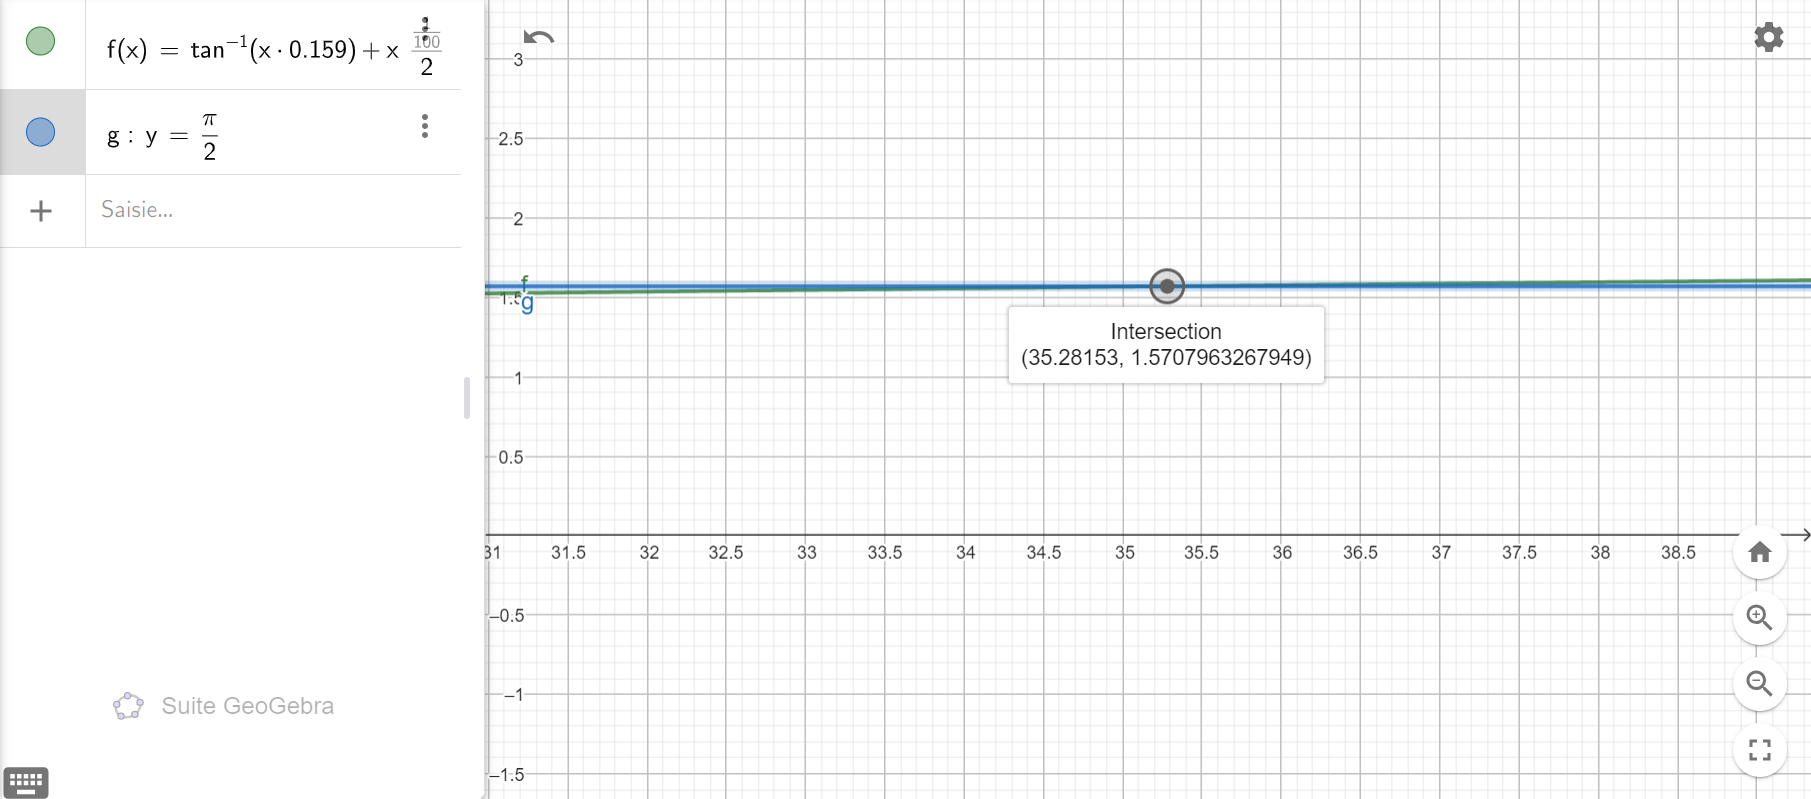 f(x) = tan⁻¹(x · 0.159) + x (1/100)/2
g : y = π/2
Saisie...
Suite GeoGebra
3
2.5
2
f
g
1.5
Intersection
(35.28153, 1.5707963267949)
1
0.5
31 31.5 32 32.5 33 33.5 34 34.5 35 35.5 36 36.5 37 37.5 38 38.5
–0.5
–1
–1.5